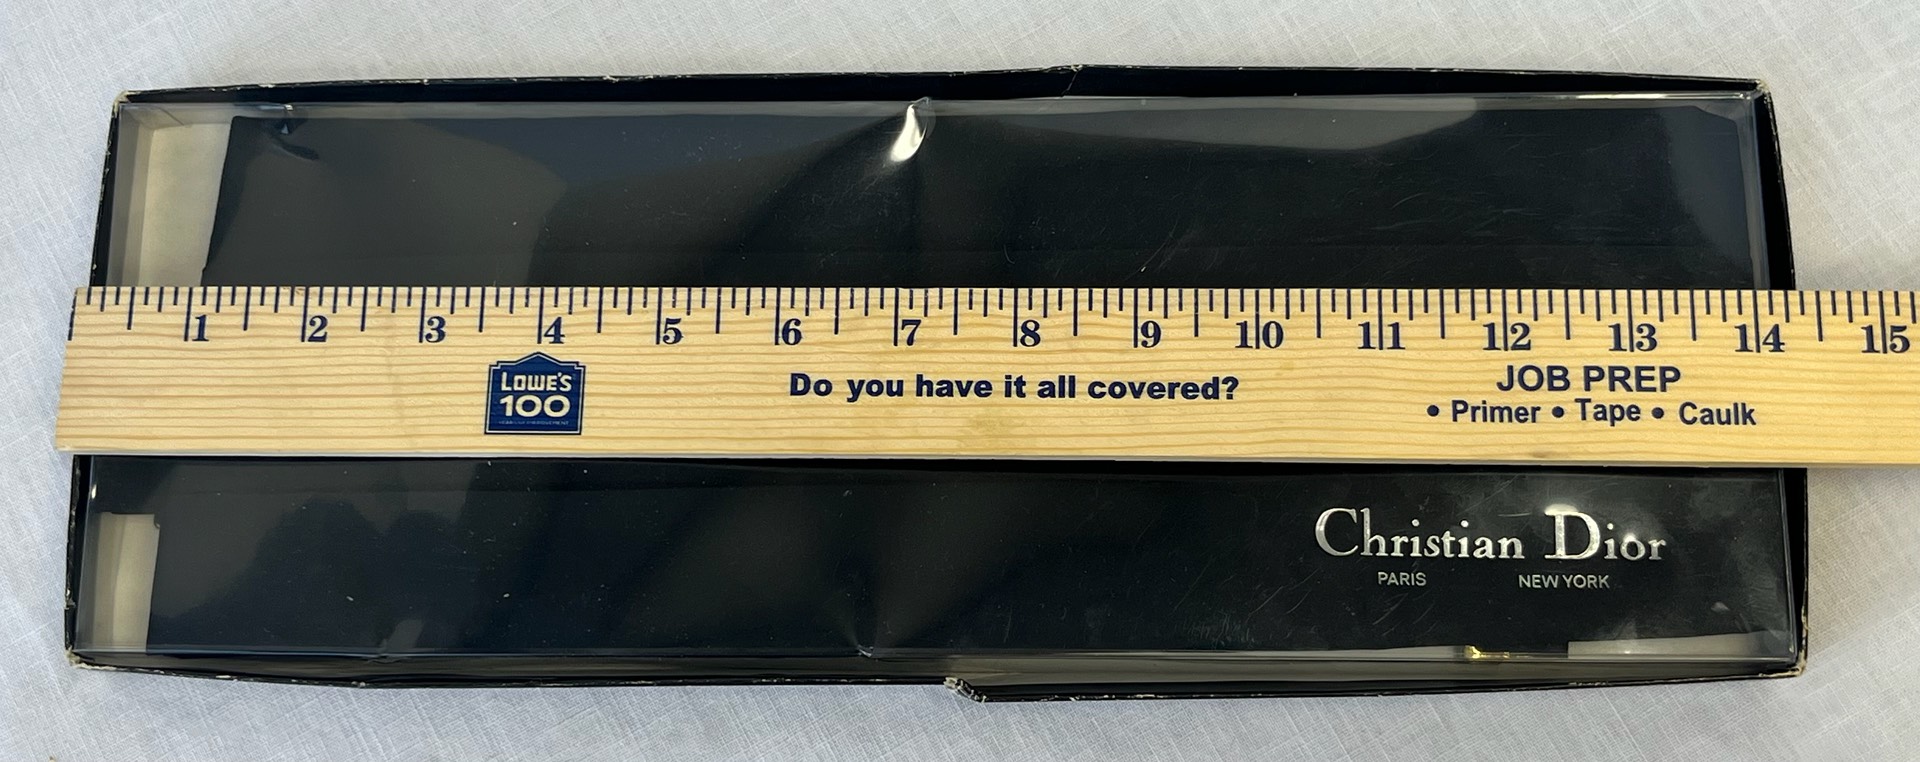 1 2 3 4 5 6 7 8 9 10 11 12 13 14 15
LOWE'S
100
Do you have it all covered?
JOB PREP
• Primer • Tape • Caulk
Christian Dior
PARIS NEW YORK